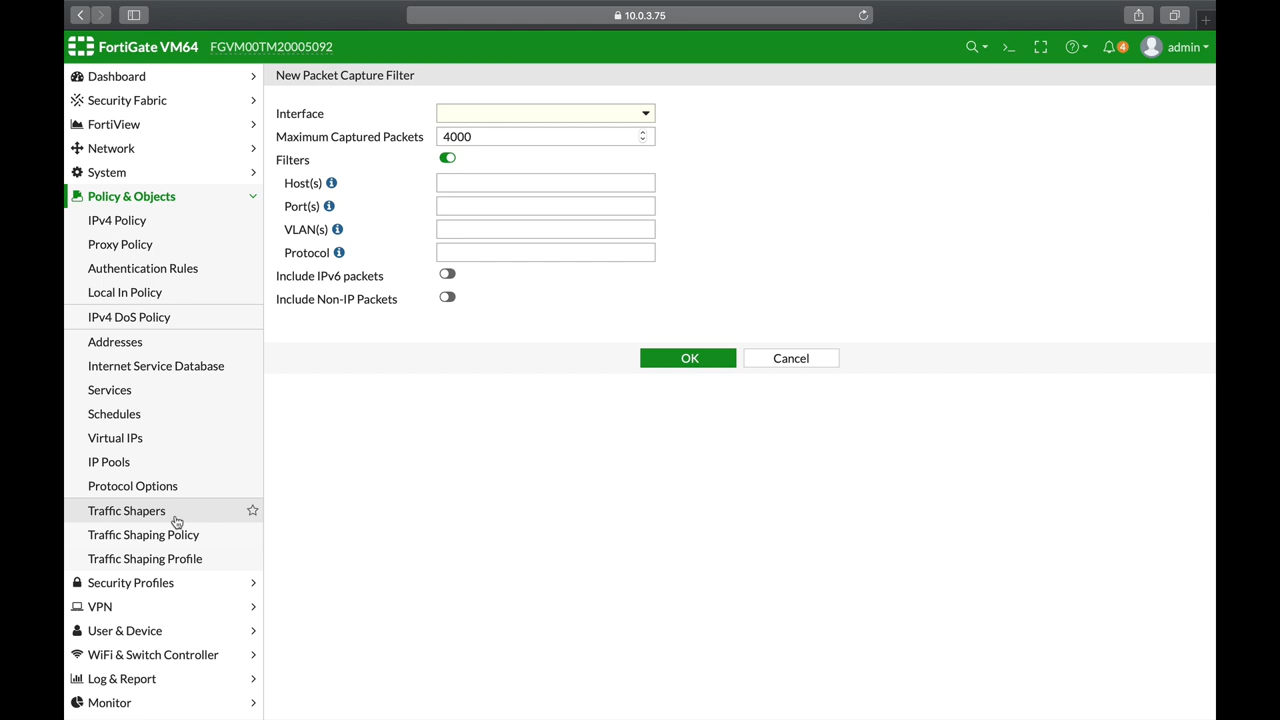 10.0.3.75
FortiGate VM64 FGVM00TM20005092
4
admin
Dashboard
Security Fabric
FortiView
Network
System
Policy & Objects
IPv4 Policy
Proxy Policy
Authentication Rules
Local In Policy
IPv4 DoS Policy
Addresses
Internet Service Database
Services
Schedules
Virtual IPs
IP Pools
Protocol Options
Traffic Shapers
Traffic Shaping Policy
Traffic Shaping Profile
Security Profiles
VPN
User & Device
WiFi & Switch Controller
Log & Report
Monitor
New Packet Capture Filter
Interface
Maximum Captured Packets 4000
Filters
Host(s)
Port(s)
VLAN(s)
Protocol
Include IPv6 packets
Include Non-IP Packets
OK Cancel